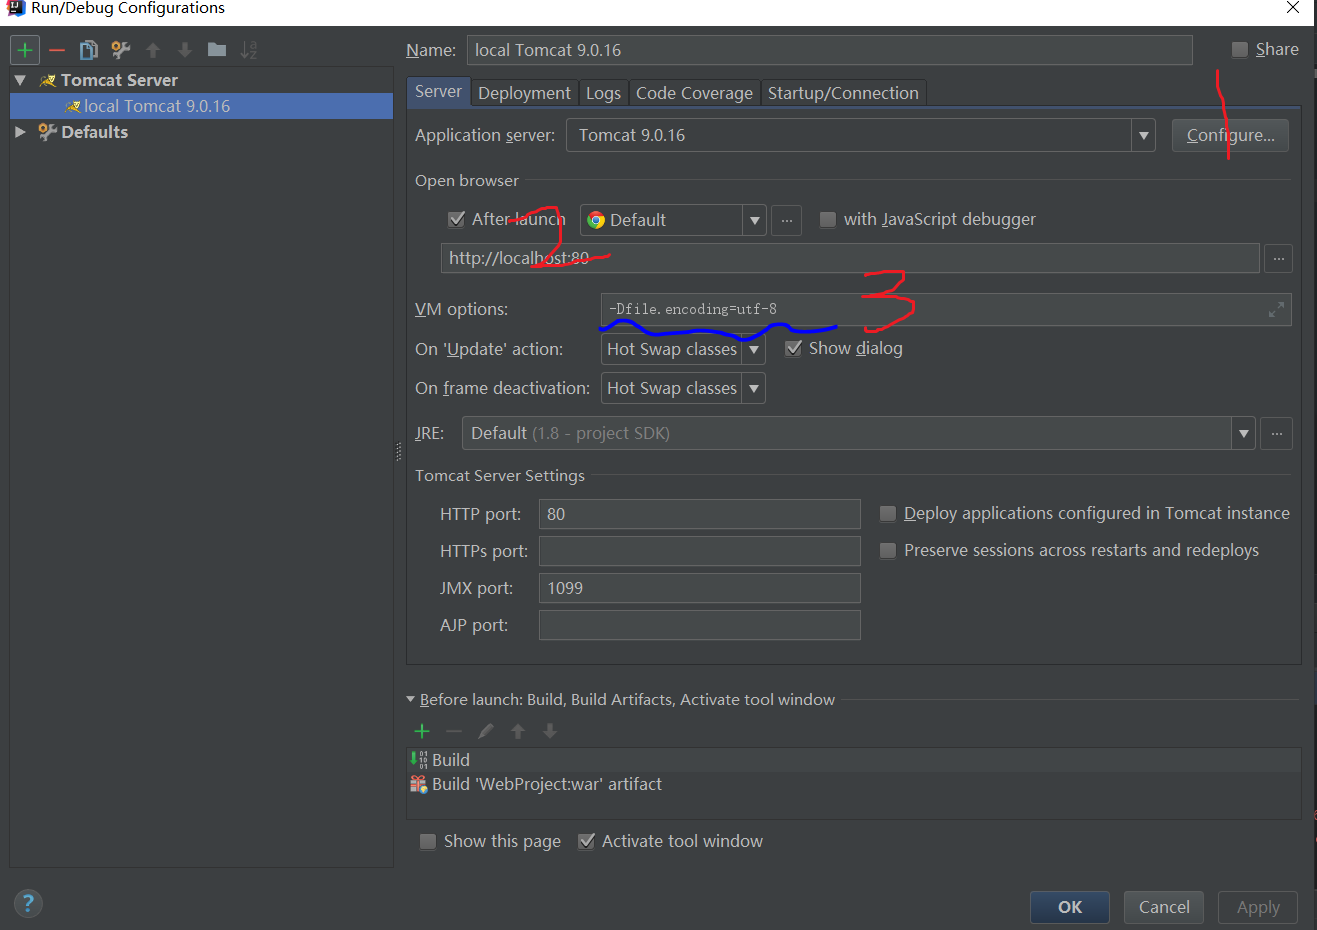 Run/Debug Configurations
Name: local Tomcat 9.0.16 Share
Tomcat Server
local Tomcat 9.0.16
Defaults
Server Deployment Logs Code Coverage Startup/Connection
1
Application server: Tomcat 9.0.16 Configure...
Open browser
After launch Default ... with JavaScript debugger
2
http://localhost:80 ...
3
VM options: -Dfile.encoding=utf-8
On 'Update' action: Hot Swap classes Show dialog
On frame deactivation: Hot Swap classes
JRE: Default (1.8 - project SDK) ...
Tomcat Server Settings
HTTP port: 80 Deploy applications configured in Tomcat instance
HTTPs port: Preserve sessions across restarts and redeploys
JMX port: 1099
AJP port:
Before launch: Build, Build Artifacts, Activate tool window
Build
Build 'WebProject:war' artifact
Show this page Activate tool window
? OK Cancel Apply